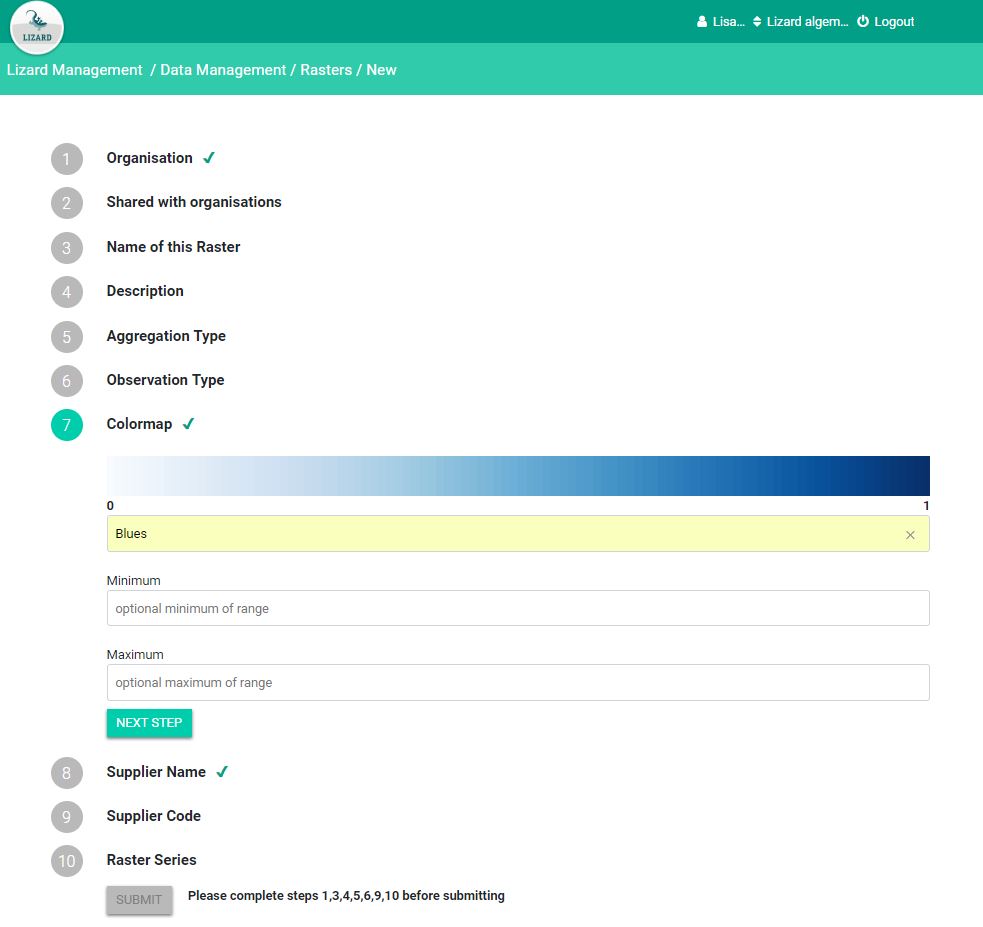 LIZARD
Lisa... Lizard algem... Logout
Lizard Management / Data Management / Rasters / New
1 Organisation ✔
2 Shared with organisations
3 Name of this Raster
4 Description
5 Aggregation Type
6 Observation Type
7 Colormap ✔
0 1
Blues ×
Minimum
optional minimum of range
Maximum
optional maximum of range
NEXT STEP
8 Supplier Name ✔
9 Supplier Code
10 Raster Series
SUBMIT Please complete steps 1,3,4,5,6,9,10 before submitting